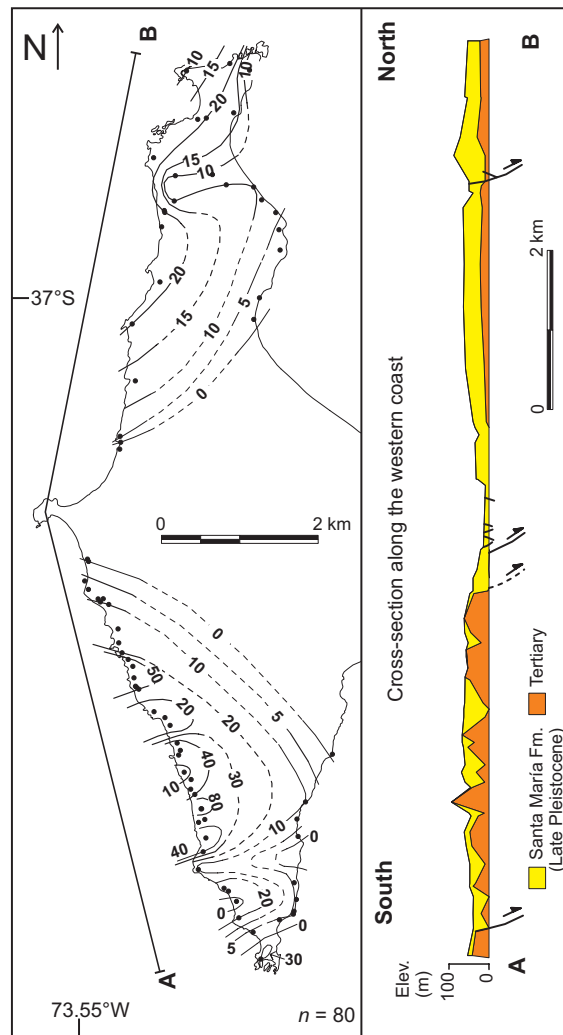 N
A
B
73.55°W
37°S
50
20
40
10
30
80
40
20
10
5
0
10
0
0
20
0
5
30
20
15
10
5
0
15
10
20
15
10
10
0 2 km
n = 80
South
Cross-section along the western coast
North
Elev.
(m)
100
0
A
B
Santa María Fm.
(Late Pleistocene)
Tertiary
0 2 km